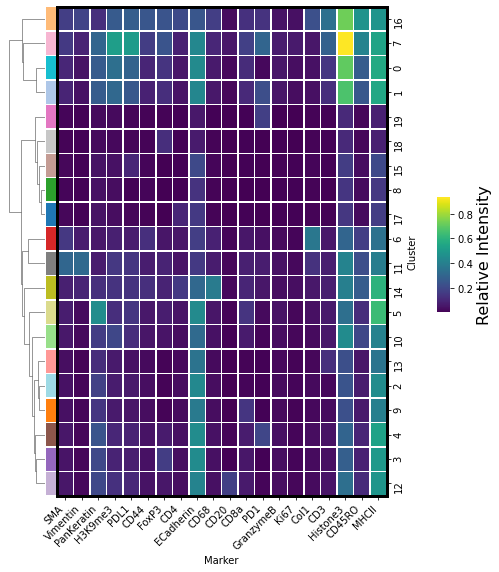 16
7
0
1
19
18
15
8
17
6
11
14
5
10
13
2
9
4
3
12
Cluster
0.8
0.6
0.4
0.2
Relative Intensity
SMA
Vimentin
PanKeratin
H3K9me3
PDL1
CD44
FoxP3
CD4
ECadherin
CD68
CD20
CD8a
PD1
GranzymeB
Ki67
Col1
CD3
Histone3
CD45RO
MHCII
Marker